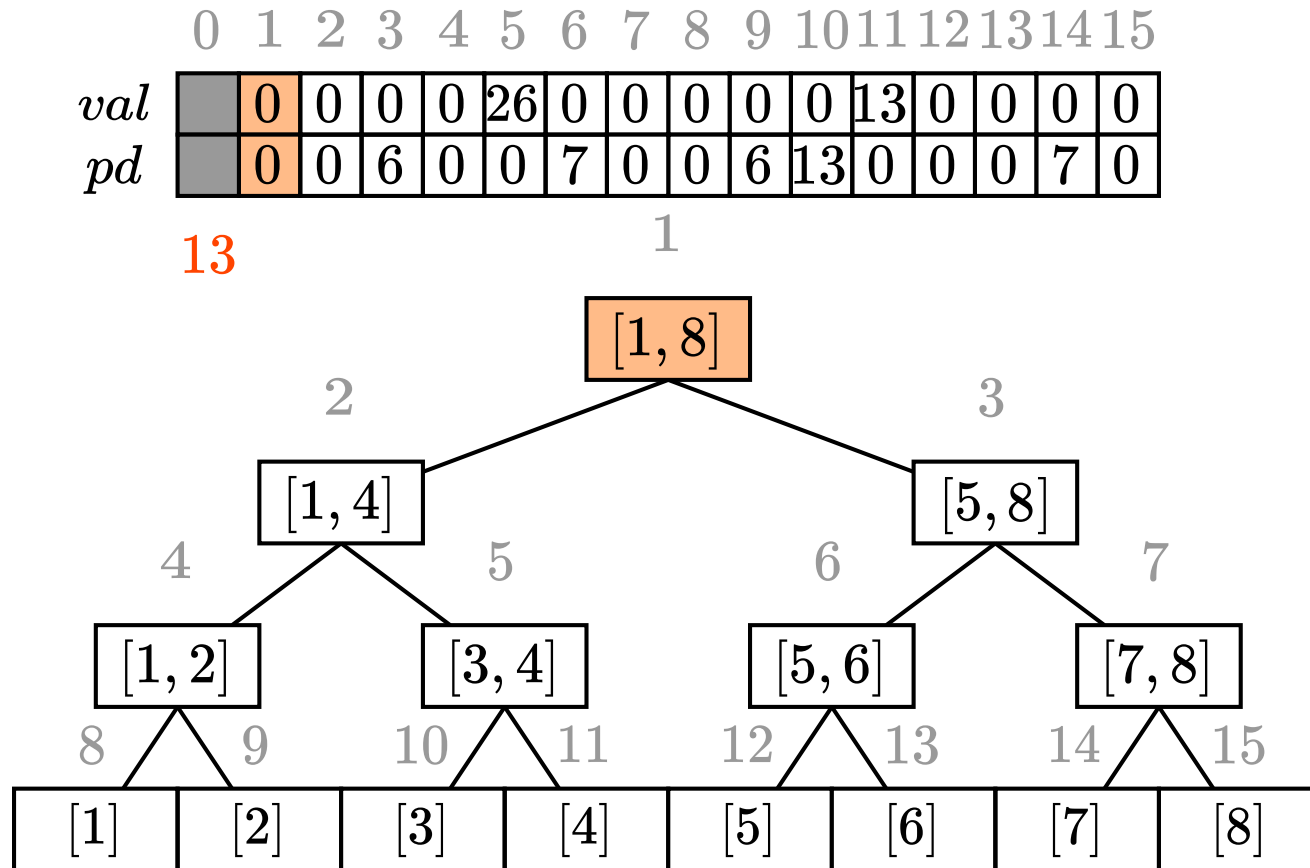 0 1 2 3 4 5 6 7 8 9 10 11 12 13 14 15
val 0 0 0 0 26 0 0 0 0 0 13 0 0 0 0
pd 0 0 6 0 0 7 0 0 6 13 0 0 0 7 0
13
1
[1, 8]
2 3
[1, 4] [5, 8]
4 5 6 7
[1, 2] [3, 4] [5, 6] [7, 8]
8 9 10 11 12 13 14 15
[1] [2] [3] [4] [5] [6] [7] [8]